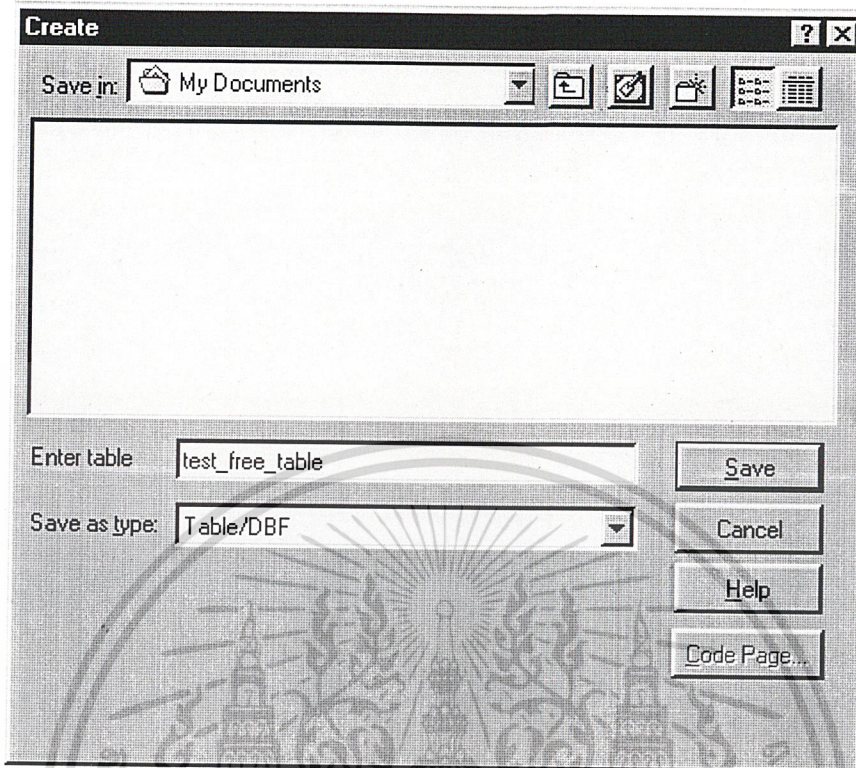 Create
Save in: My Documents
Enter table test_free_table Save
Save as type: Table/DBF Cancel
Help
Code Page...